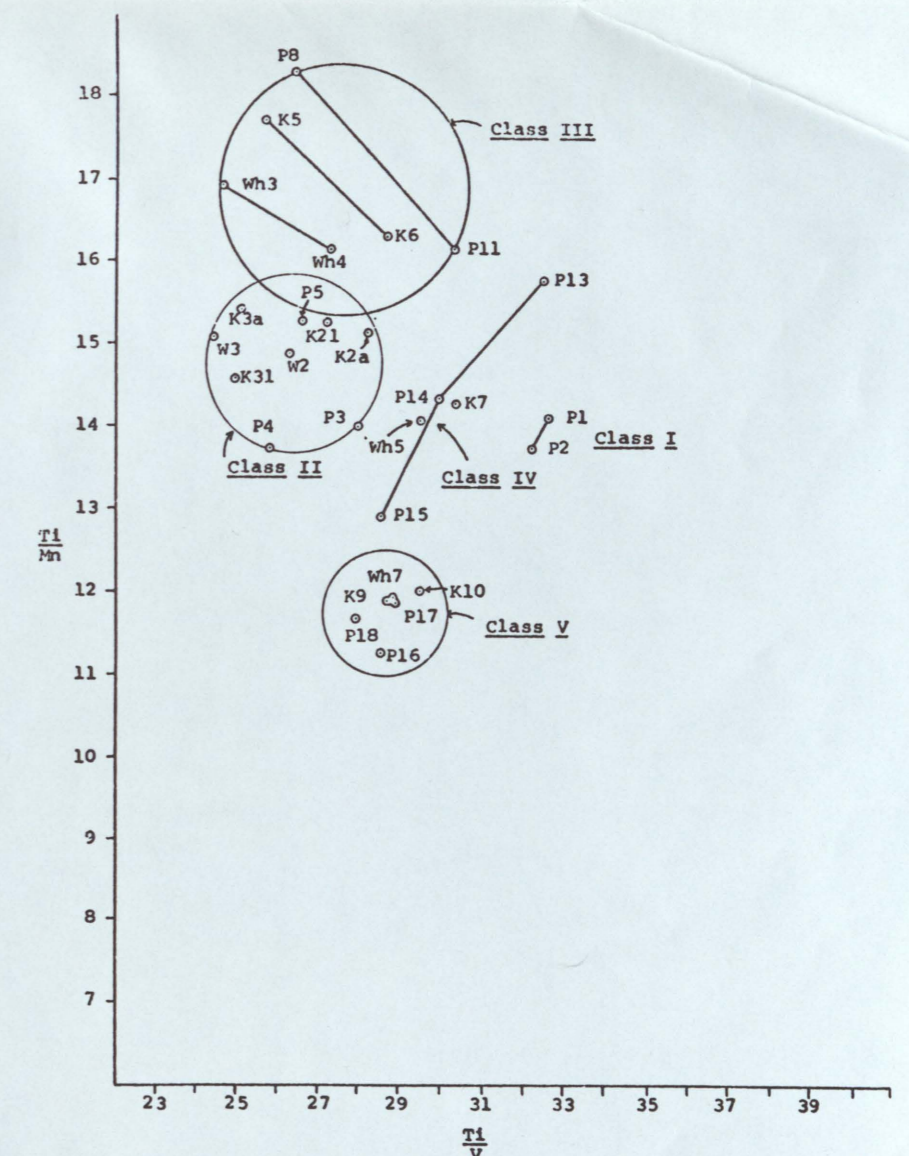 P8
18
K5
Class III
17
Wh3
K6
P11
16
Wh4
P13
P5
K3a
K21
15
W3
K2a
W2
K31
P14
K7
P4
P3
P1
14
Wh5
P2
Class I
Class II
Class IV
13
P15
Ti
Mn
Wh7
12
K9
K10
P17
Class V
P18
P16
11
10
9
8
7
23 25 27 29 31 33 35 37 39
Ti
V